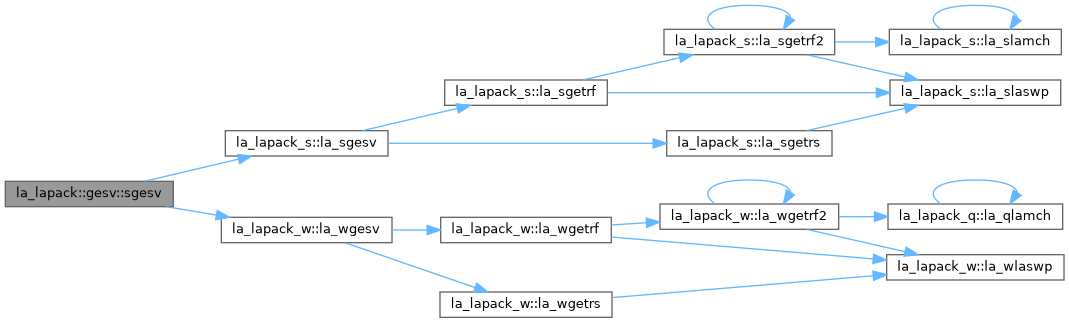 la_lapack_s::la_sgetrf2
la_lapack_s::la_slamch
la_lapack_s::la_sgetrf
la_lapack_s::la_slaswp
la_lapack_s::la_sgesv
la_lapack_s::la_sgetrs
la_lapack::gesv::sgesv
la_lapack_w::la_wgesv
la_lapack_w::la_wgetrf
la_lapack_w::la_wgetrf2
la_lapack_q::la_qlamch
la_lapack_w::la_wlaswp
la_lapack_w::la_wgetrs